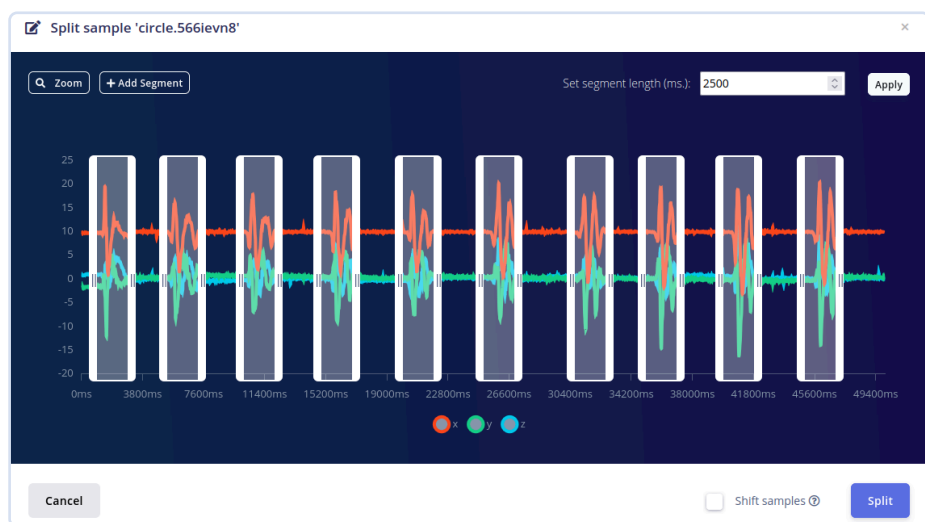 Split sample 'circle.566ievn8'
×
Zoom
+ Add Segment
Set segment length (ms.):
2500
Apply
25
20
15
10
5
0
-5
-10
-15
-20
0ms 3800ms 7600ms 11400ms 15200ms 19000ms 22800ms 26600ms 30400ms 34200ms 38000ms 41800ms 45600ms 49400ms
x y z
Cancel
Shift samples
Split